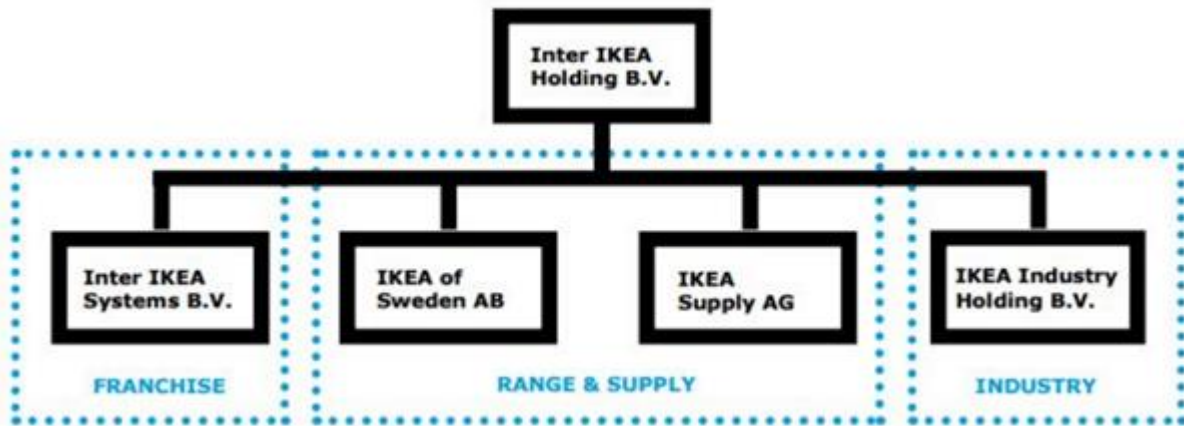 Inter IKEA
Holding B.V.
Inter IKEA
Systems B.V.
IKEA of
Sweden AB
IKEA
Supply AG
IKEA Industry
Holding B.V.
FRANCHISE
RANGE & SUPPLY
INDUSTRY